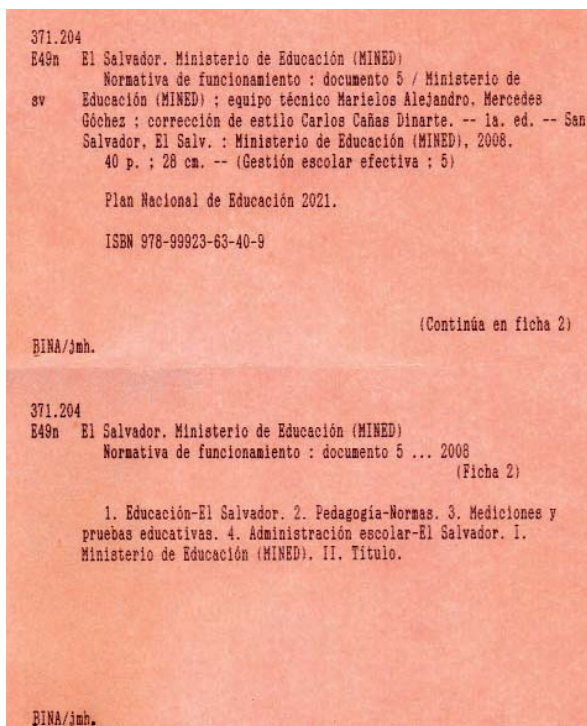 371.204
E49n El Salvador. Ministerio de Educación (MINED)
Normativa de funcionamiento : documento 5 / Ministerio de
sv Educación (MINED) ; equipo técnico Marielos Alejandro, Mercedes
Góchez ; corrección de estilo Carlos Cañas Dinarte. -- 1a. ed. -- San
Salvador, El Salv. : Ministerio de Educación (MINED), 2008.
40 p. ; 28 cm. -- (Gestión escolar efectiva ; 5)
Plan Nacional de Educación 2021.
ISBN 978-99923-63-40-9
(Continúa en ficha 2)
BINA/jmh.
371.204
E49n El Salvador. Ministerio de Educación (MINED)
Normativa de funcionamiento : documento 5 ... 2008
(Ficha 2)
1. Educación-El Salvador. 2. Pedagogía-Normas. 3. Mediciones y
pruebas educativas. 4. Administración escolar-El Salvador. I.
Ministerio de Educación (MINED). II. Título.
BINA/jmh.